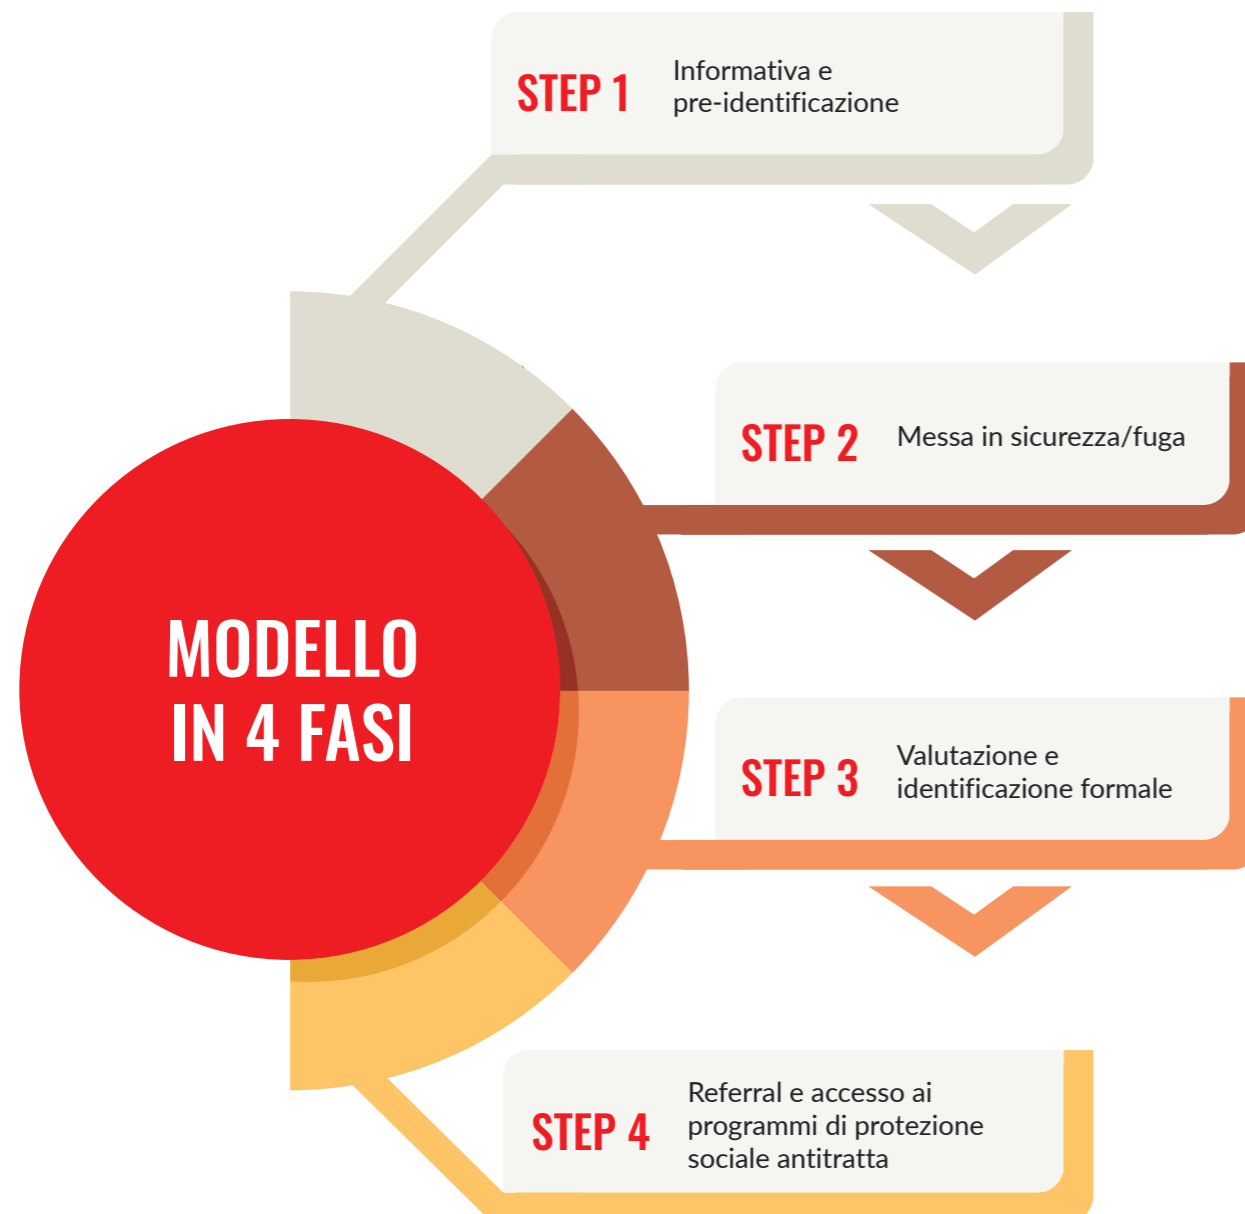 STEP 1
Informativa e
pre-identificazione
STEP 2
Messa in sicurezza/fuga
MODELLO
IN 4 FASI
STEP 3
Valutazione e
identificazione formale
STEP 4
Referral e accesso ai
programmi di protezione
sociale antitratta